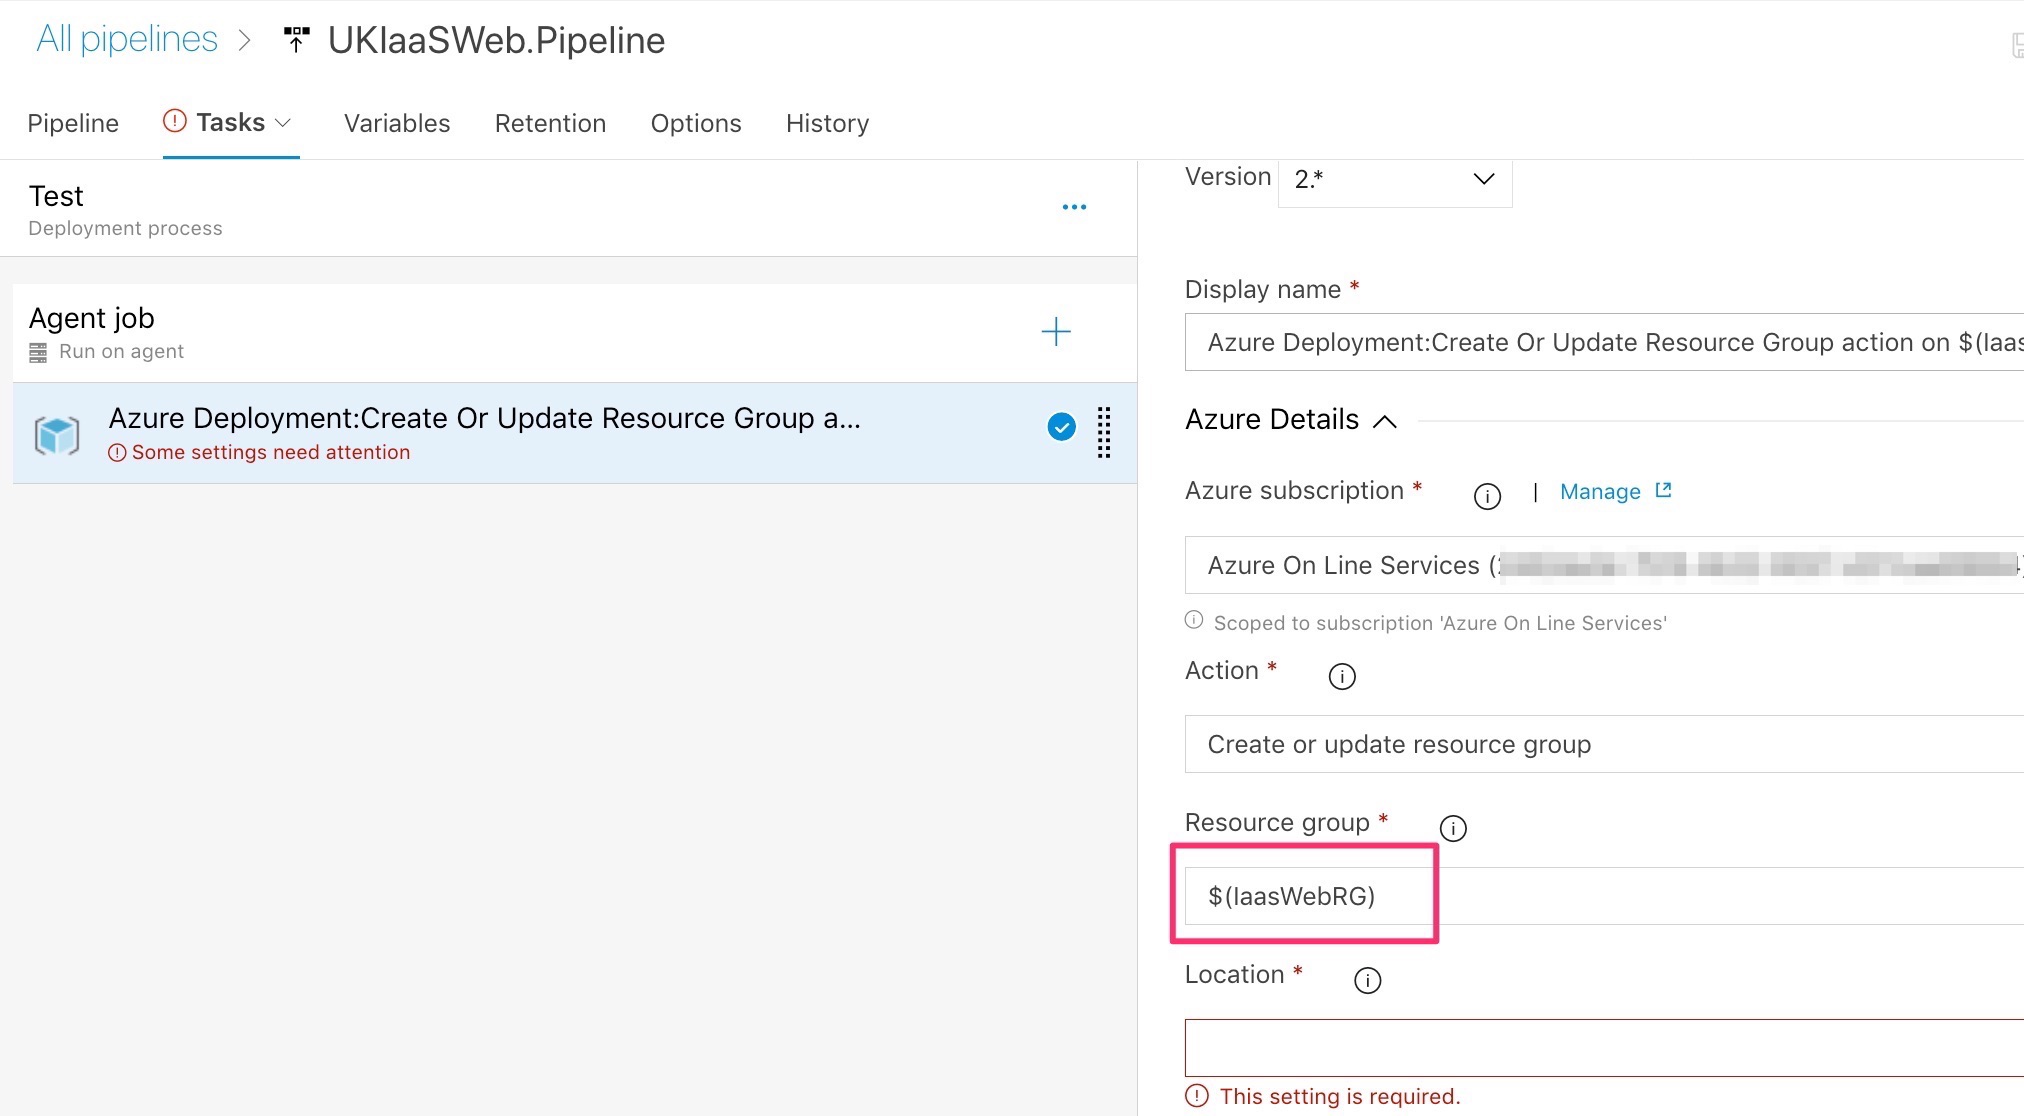 All pipelines > UKIaaSWeb.Pipeline
Pipeline Tasks Variables Retention Options History
Test
Deployment process
Agent job
Run on agent
Azure Deployment:Create Or Update Resource Group a...
Some settings need attention
Version 2.*
Display name *
Azure Deployment:Create Or Update Resource Group action on $(Iaas
Azure Details
Azure subscription * | Manage
Azure On Line Services (
Scoped to subscription 'Azure On Line Services'
Action *
Create or update resource group
Resource group *
$(IaasWebRG)
Location *
This setting is required.